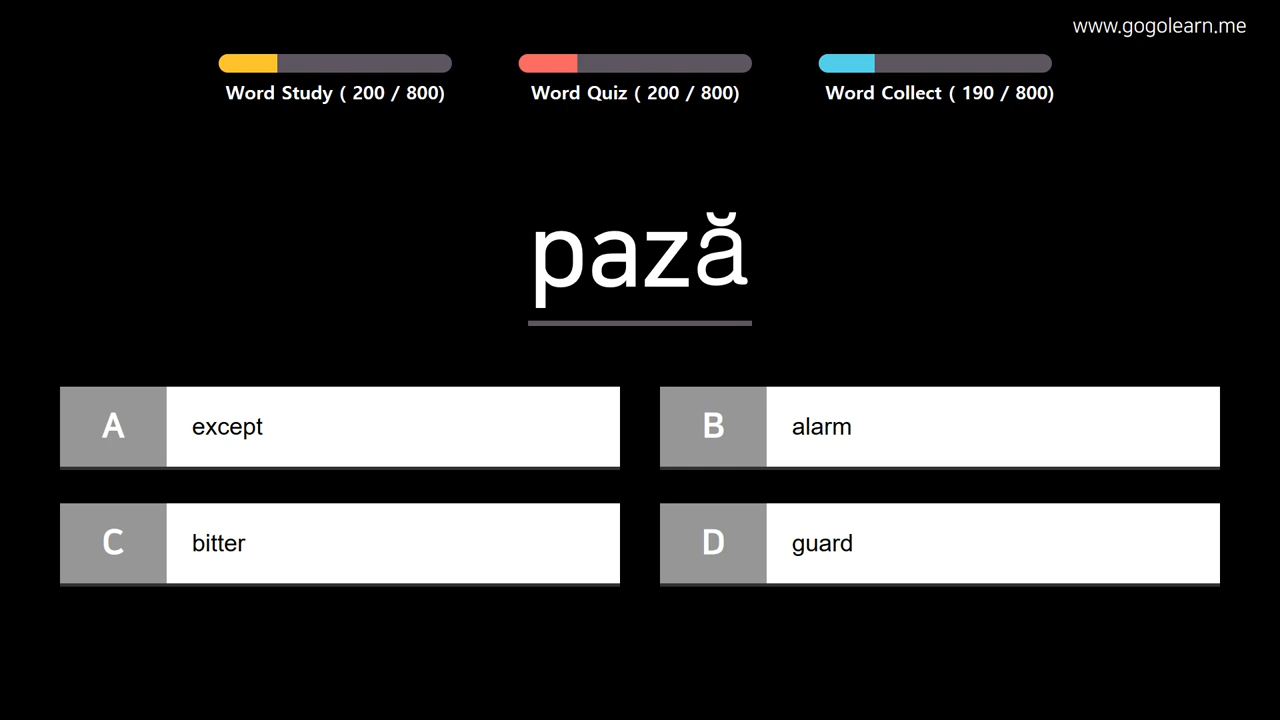 www.gogolearn.me
Word Study ( 200 / 800)
Word Quiz ( 200 / 800)
Word Collect ( 190 / 800)
pază
A except
B alarm
C bitter
D guard